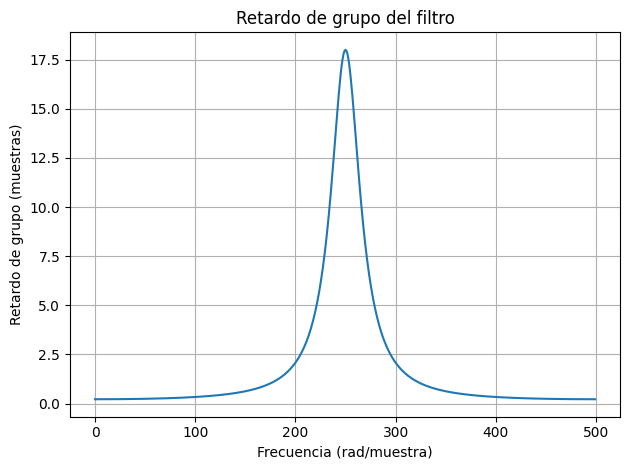 Retardo de grupo del filtro
17.5
15.0
12.5
10.0
7.5
5.0
2.5
0.0
Retardo de grupo (muestras)
0 100 200 300 400 500
Frecuencia (rad/muestra)